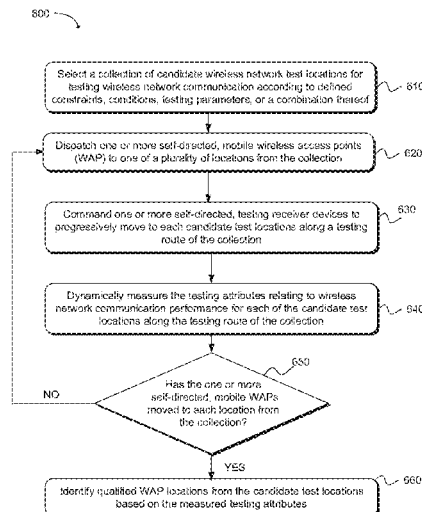 600
Select a collection of candidate wireless network test locations for
testing wireless network communication according to defined
constraints, conditions, testing parameters, or a combination thereof
610
Dispatch one or more self-directed, mobile wireless access points
(WAP) to one of a plurality of locations from the collection
620
Command one or more self-directed, testing receiver devices to
progressively move to each candidate test locations along a testing
route of the collection
630
Dynamically measure the testing attributes relating to wireless
network communication performance for each of the candidate test
locations along the testing route of the collection
640
650
Has the one or more
self-directed, mobile WAPs
moved to each location from
the collection?
NO
YES
660
Identify qualified WAP locations from the candidate test locations
based on the measured testing attributes